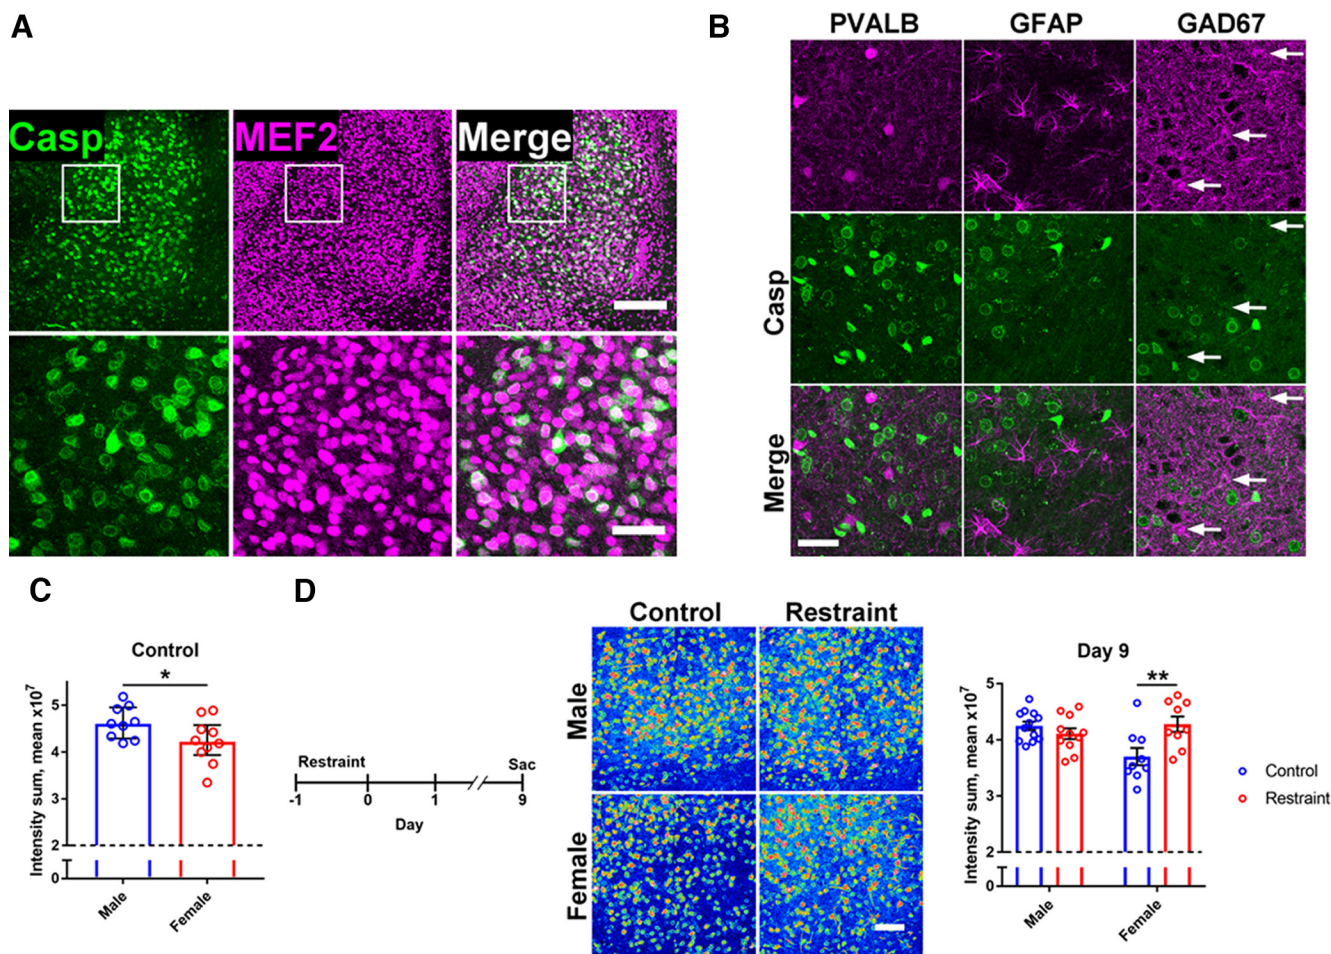 A
B
PVALB GFAP GAD67
Casp MEF2 Merge
Casp
Merge
C
D
Control
*
Intensity sum, mean x10⁷
5
4
3
2
0
Male Female
Restraint Sac
-1 0 1 9
Day
Control Restraint
Male
Female
Day 9
**
Intensity sum, mean x10⁷
5
4
3
2
0
Male Female
Control
Restraint